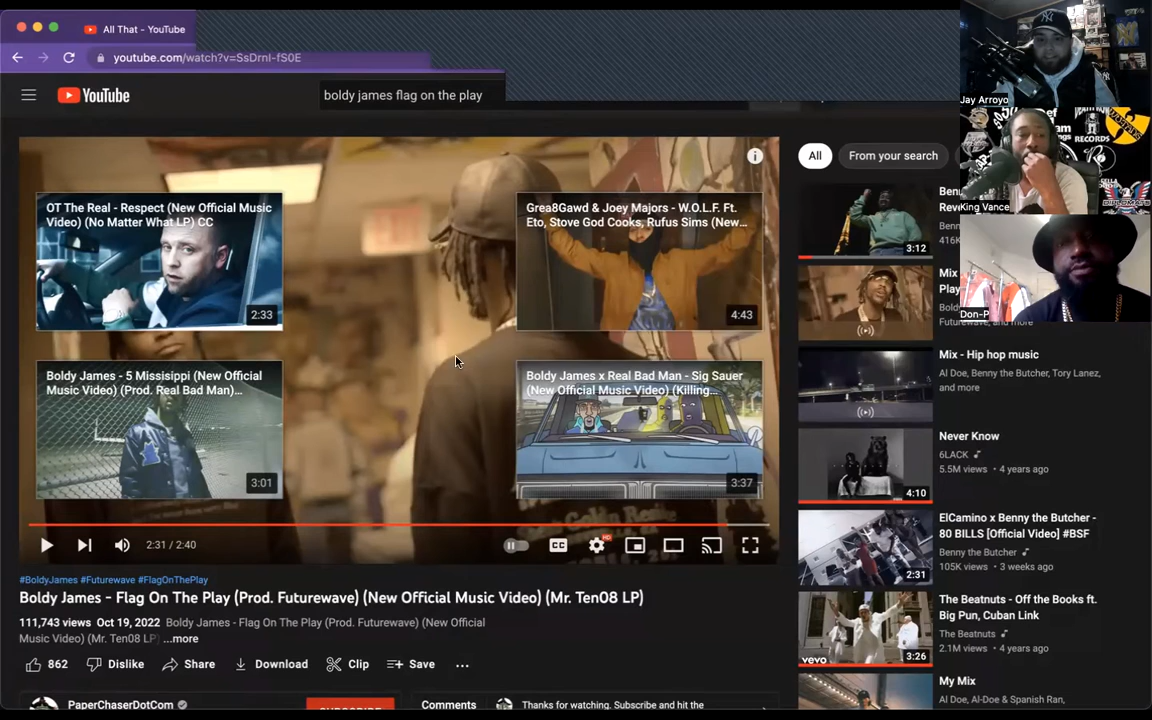 All That - YouTube
youtube.com/watch?v=SsDrnI-fS0E
YouTube
boldy james flag on the play
Jay Arroyo
RECORDS
DIPLOMATS
King Vance
Don-P
All
From your search
OT The Real - Respect (New Official Music
Video) (No Matter What LP) CC
2:33
Grea8Gawd & Joey Majors - W.O.L.F. Ft.
Eto, Stove God Cooks, Rufus Sims (New...
4:43
Boldy James - 5 Missisippi (New Official
Music Video) (Prod. Real Bad Man)...
3:01
Boldy James x Real Bad Man - Sig Sauer
(New Official Music Video) (Killing...
3:37
2:31 / 2:40
CC
HD
#BoldyJames #Futurewave #FlagOnThePlay
Boldy James - Flag On The Play (Prod. Futurewave) (New Official Music Video) (Mr. Ten08 LP)
111,743 views Oct 19, 2022 Boldy James - Flag On The Play (Prod. Futurewave) (New Official
Music Video) (Mr. Ten08 LP) ...more
862
Dislike
Share
Download
Clip
Save
PaperChaserDotCom
SUBSCRIBE
Comments
Thanks for watching. Subscribe and hit the
3:12
Mix
Mix - Hip hop music
Al Doe, Benny the Butcher, Tory Lanez,
and more
Never Know
6LACK
5.5M views • 4 years ago
4:10
ElCamino x Benny the Butcher -
80 BILLS [Official Video] #BSF
Benny the Butcher
105K views • 3 weeks ago
2:31
The Beatnuts - Off the Books ft.
Big Pun, Cuban Link
The Beatnuts
2.1M views • 4 years ago
vevo
3:26
My Mix
Al Doe, Al-Doe & Spanish Ran,